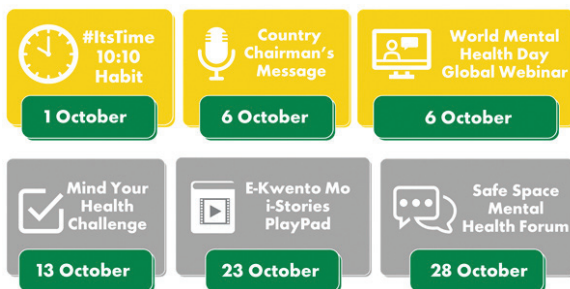 #ItsTime
10:10
Habit
1 October
Country
Chairman's
Message
6 October
World Mental
Health Day
Global Webinar
6 October
Mind Your
Health
Challenge
13 October
E-Kwento Mo
i-Stories
PlayPad
23 October
Safe Space
Mental
Health Forum
28 October